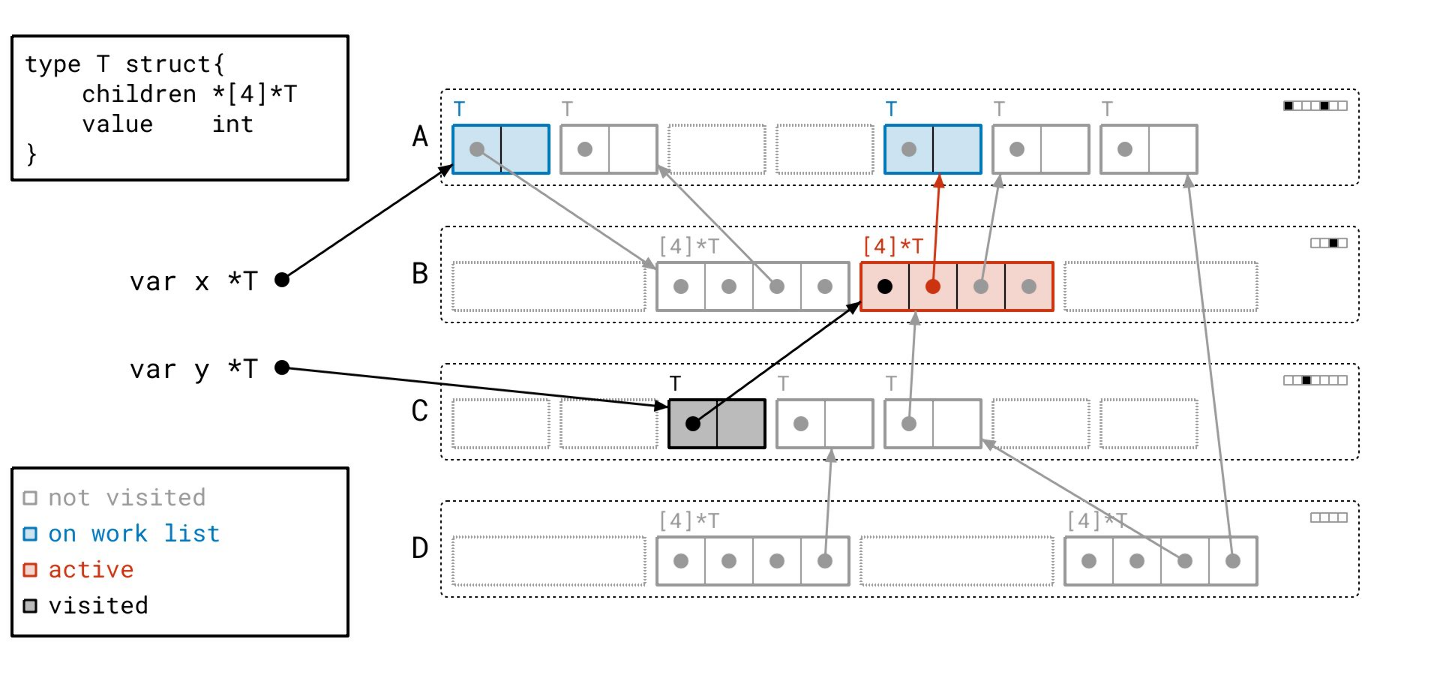 type T struct{
    children *[4]*T
    value    int
}
T T T T T
A
[4]*T [4]*T
B
var x *T
var y *T
T T T
C
not visited
on work list
active
visited
[4]*T [4]*T
D